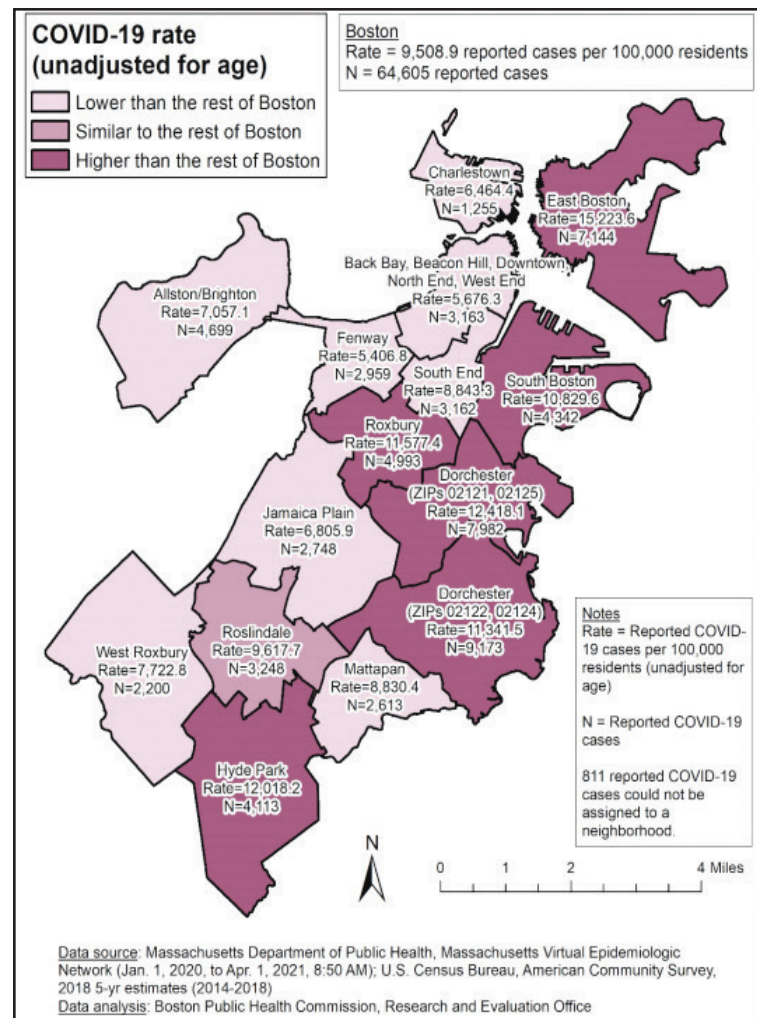 COVID-19 rate
(unadjusted for age)
Lower than the rest of Boston
Similar to the rest of Boston
Higher than the rest of Boston
Boston
Rate = 9,508.9 reported cases per 100,000 residents
N = 64,605 reported cases
Charlestown
Rate=6,464.4
N=1,255
East Boston
Rate=15,223.6
N=7,144
Back Bay, Beacon Hill, Downtown,
North End, West End
Rate=5,676.3
N=3,163
Allston/Brighton
Rate=7,057.1
N=4,699
Fenway
Rate=5,406.8
N=2,959
South End
Rate=8,843.3
N=3,162
South Boston
Rate=10,829.6
N=4,342
Roxbury
Rate=11,577.4
N=4,993
Dorchester
(ZIPs 02121, 02125)
Rate=12,418.1
N=7,982
Jamaica Plain
Rate=6,805.9
N=2,748
Dorchester
(ZIPs 02122, 02124)
Rate=11,341.5
N=9,173
Roslindale
Rate=9,617.7
N=3,248
West Roxbury
Rate=7,722.8
N=2,200
Mattapan
Rate=8,830.4
N=2,613
Hyde Park
Rate=12,018.2
N=4,113
Notes
Rate = Reported COVID-
19 cases per 100,000
residents (unadjusted for
age)
N = Reported COVID-19
cases
811 reported COVID-19
cases could not be
assigned to a
neighborhood.
N
0 1 2 4 Miles
Data source: Massachusetts Department of Public Health, Massachusetts Virtual Epidemiologic
Network (Jan. 1, 2020, to Apr. 1, 2021, 8:50 AM); U.S. Census Bureau, American Community Survey,
2018 5-yr estimates (2014-2018)
Data analysis: Boston Public Health Commission, Research and Evaluation Office